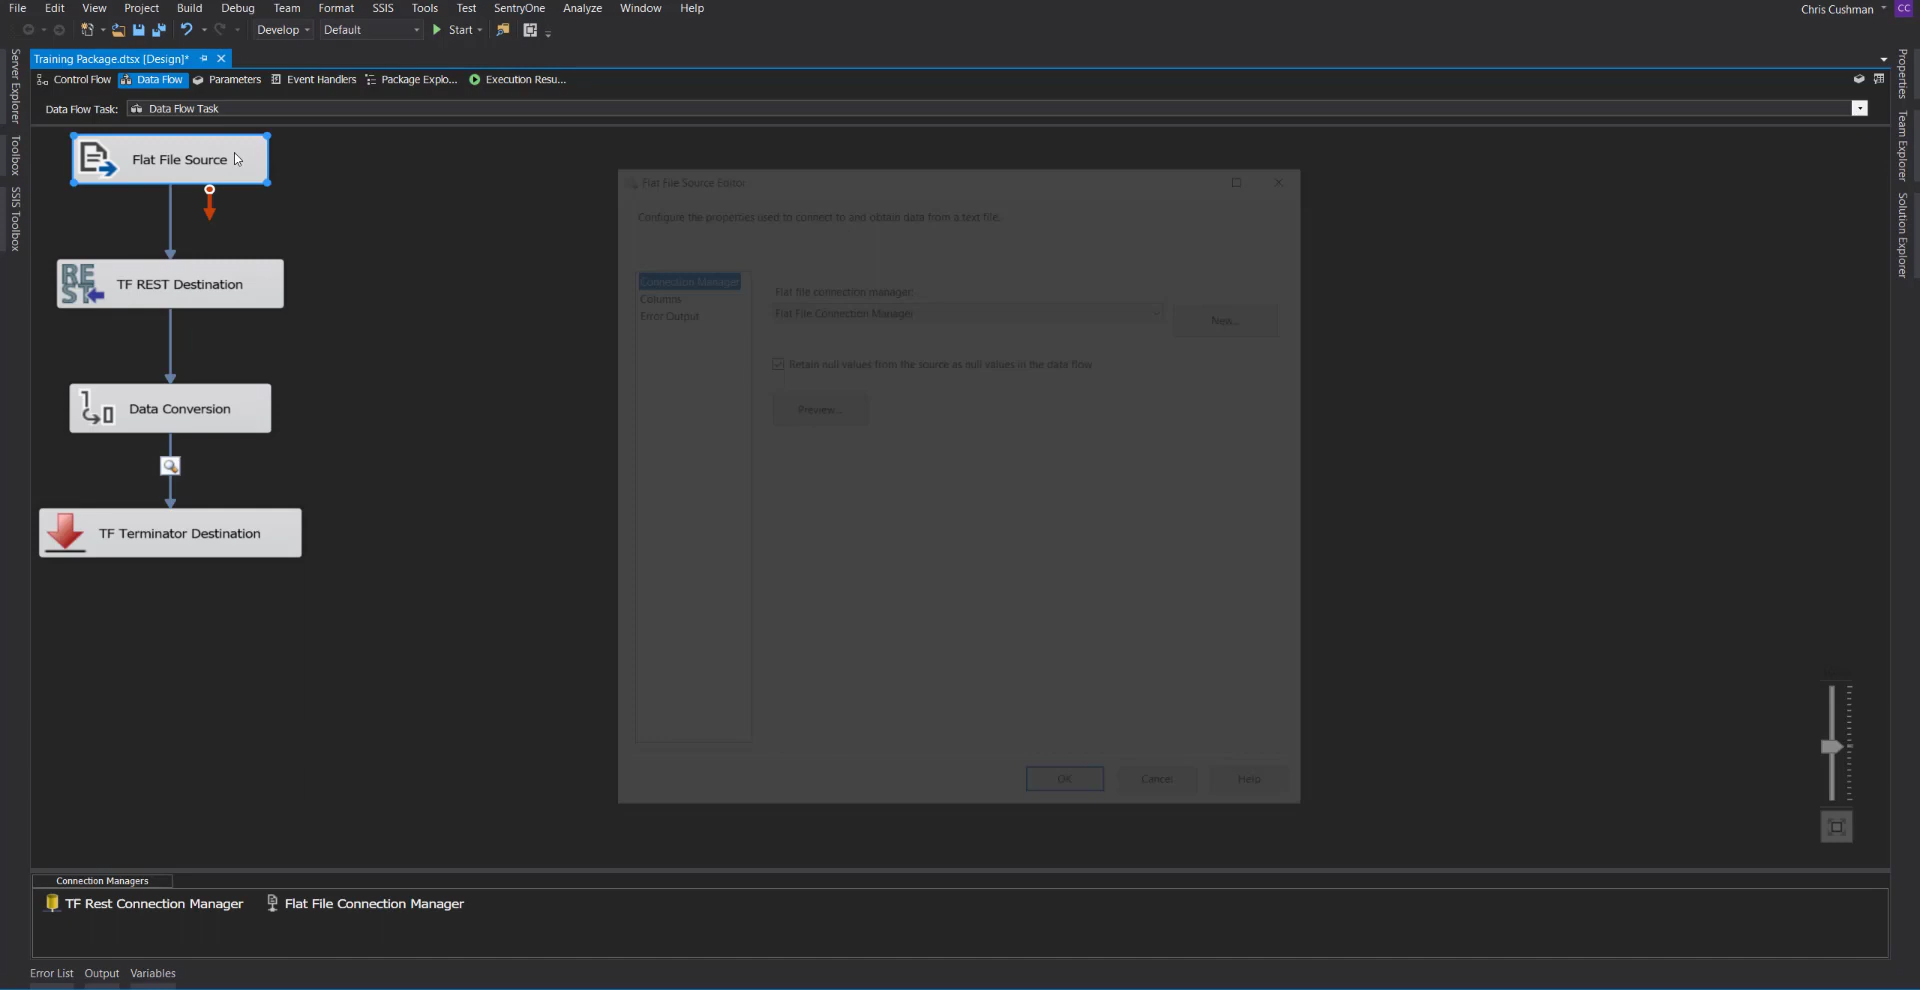 File Edit View Project Build Debug Team Format SSIS Tools Test SentryOne Analyze Window Help
Chris Cushman CC
Develop Default Start
Training Package.dtsx [Design]*
Control Flow Data Flow Parameters Event Handlers Package Explo... Execution Resu...
Data Flow Task: Data Flow Task
Server Explorer
Toolbox
SSIS Toolbox
Flat File Source
REST
TF REST Destination
Data Conversion
TF Terminator Destination
Flat File Source Editor
Configure the properties used to connect to and obtain data from a text file.
Connection Manager
Columns
Error Output
Flat file connection manager:
Flat File Connection Manager
New...
Retain null values from the source as null values in the data flow
Preview...
OK Cancel Help
Properties
Team Explorer
Solution Explorer
Connection Managers
TF Rest Connection Manager Flat File Connection Manager
Error List Output Variables